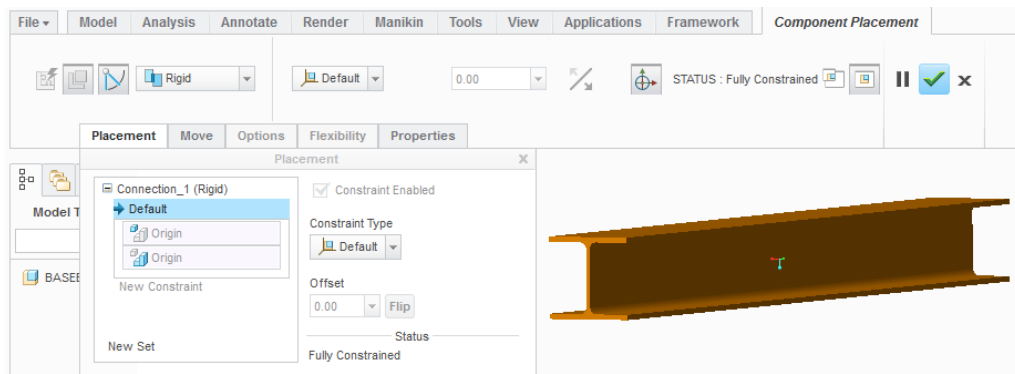 File Model Analysis Annotate Render Manikin Tools View Applications Framework Component Placement
Rigid Default 0.00 STATUS : Fully Constrained
Placement Move Options Flexibility Properties
Placement
Connection_1 (Rigid)
Default
Origin
Origin
New Constraint
New Set
Constraint Enabled
Constraint Type
Default
Offset
0.00 Flip
Status
Fully Constrained
Model T